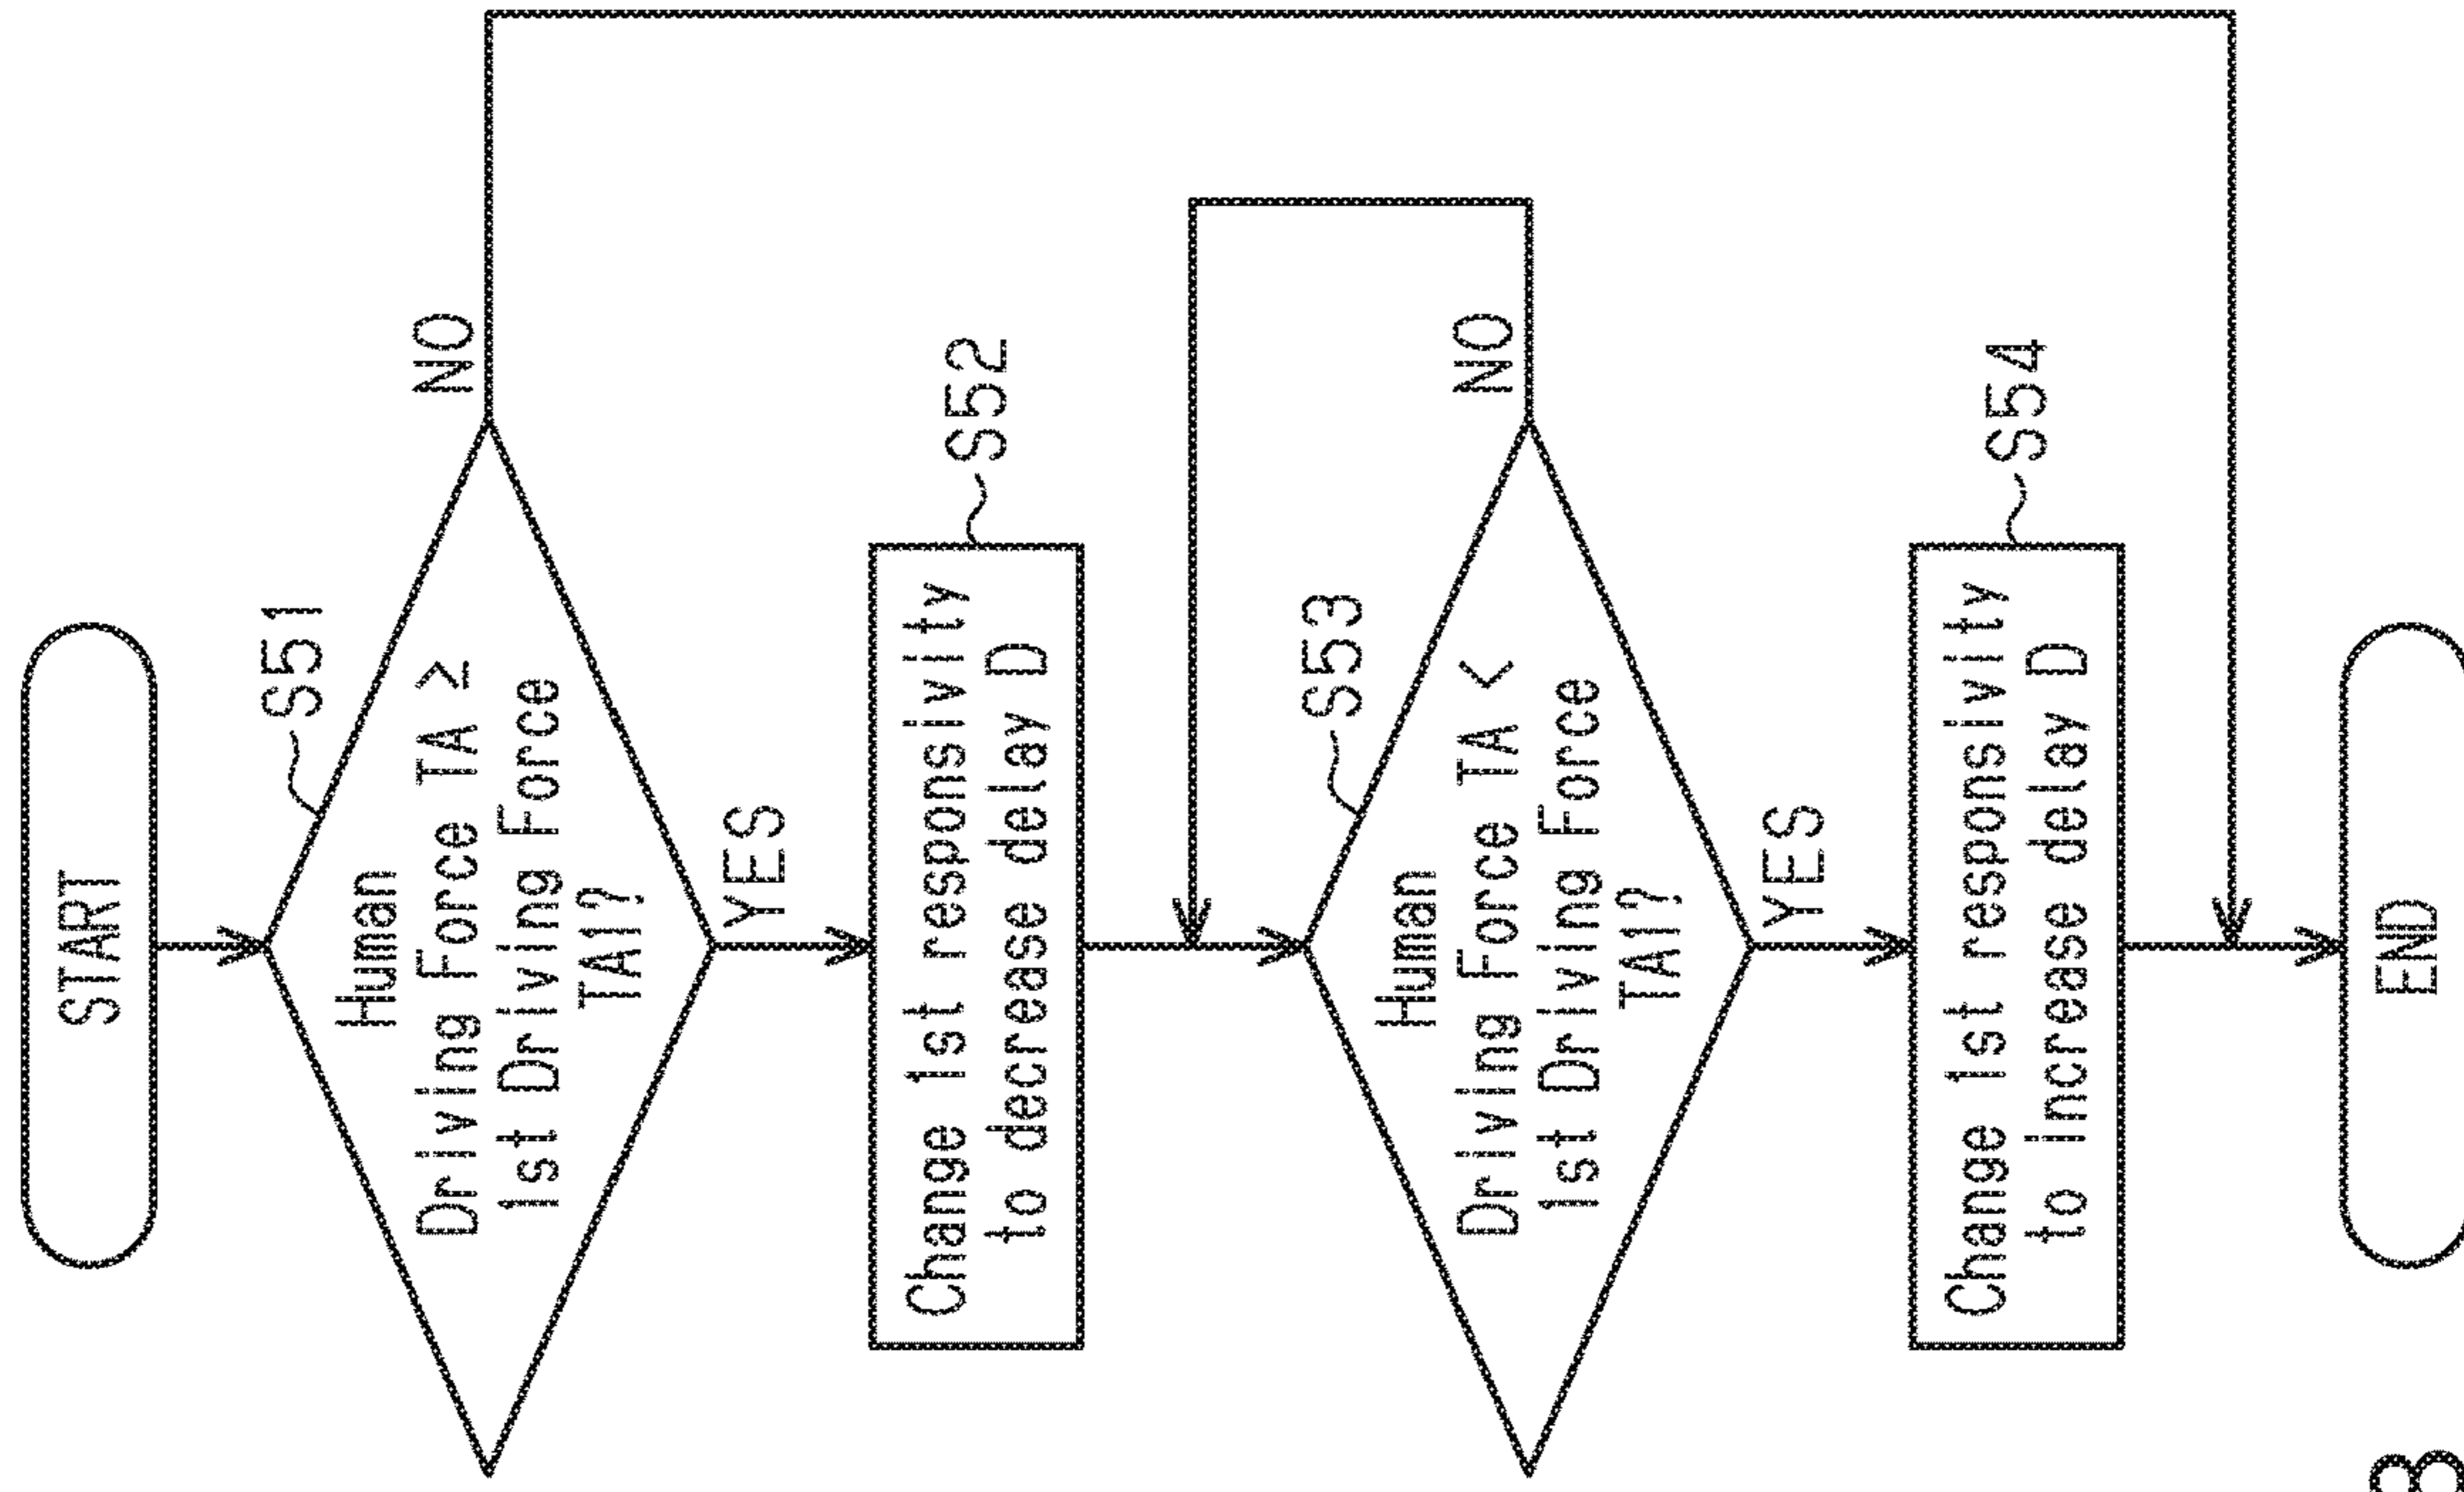 START
S51
Human
Driving Force TA ≥
1st Driving Force
TA1?
NO
YES
S52
Change 1st responsivity
to decrease delay D
S53
Human
Driving Force TA <
1st Driving Force
TA1?
NO
YES
S54
Change 1st responsivity
to increase delay D
END